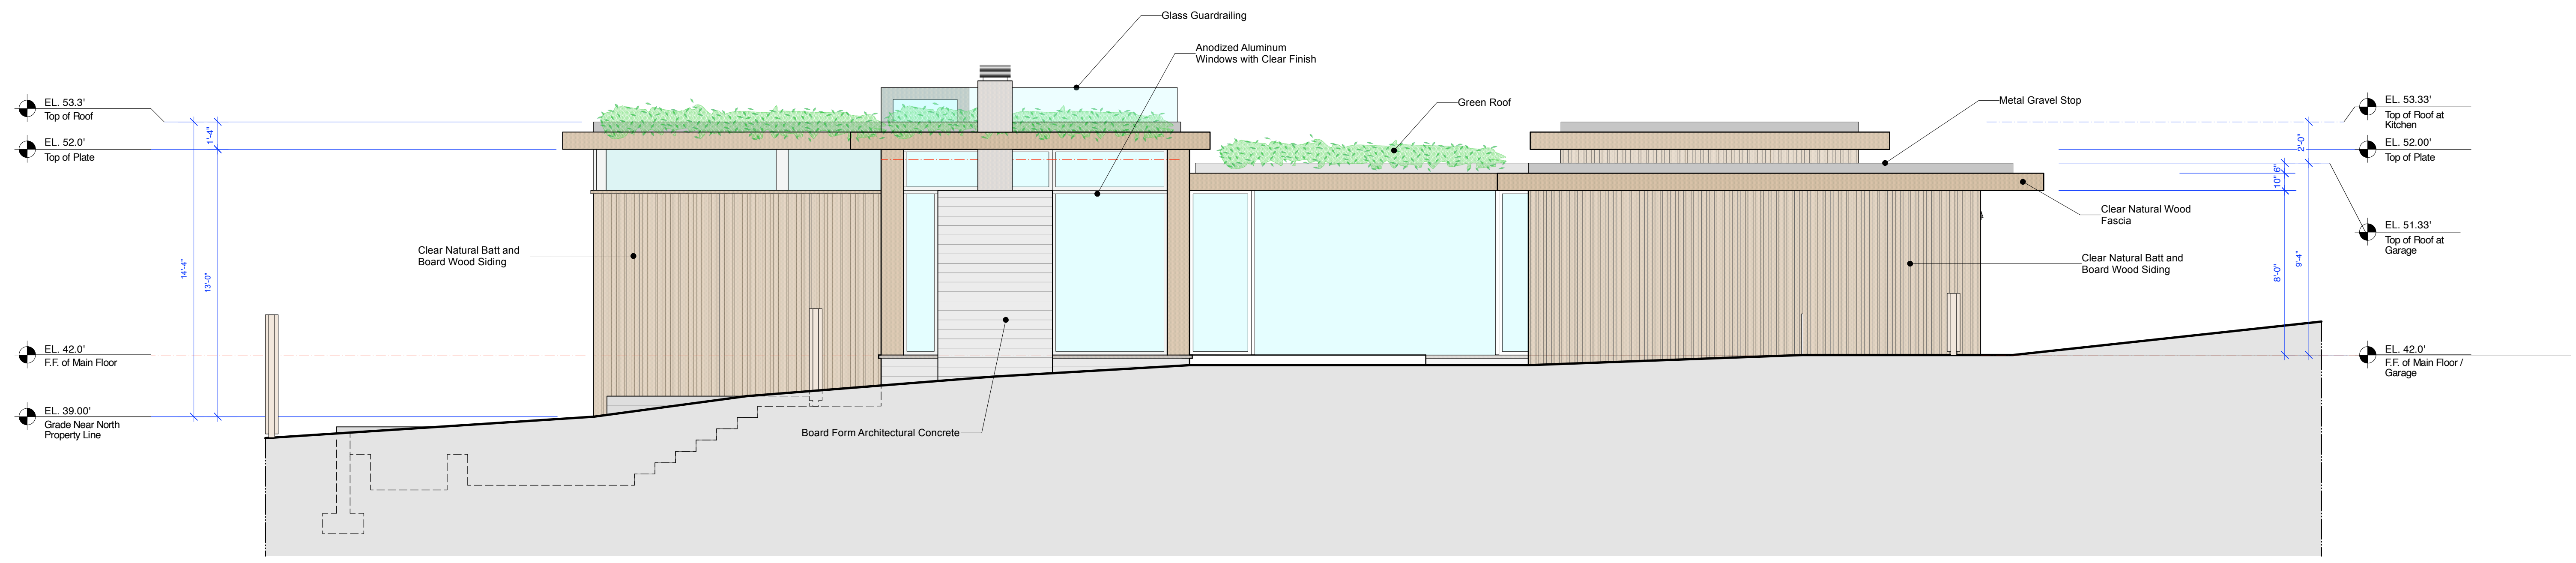 Glass Guardrailing
Anodized Aluminum
Windows with Clear Finish
EL. 53.3'
Top of Roof
EL. 52.0'
Top of Plate
1'-4"
14'-4"
13'-0"
Clear Natural Batt and
Board Wood Siding
EL. 42.0'
F.F. of Main Floor
EL. 39.00'
Grade Near North
Property Line
Board Form Architectural Concrete
Green Roof
Metal Gravel Stop
Clear Natural Wood
Fascia
Clear Natural Batt and
Board Wood Siding
2'-0"
6"
10"
8'-0"
9'-4"
EL. 53.33'
Top of Roof at
Kitchen
EL. 52.00'
Top of Plate
EL. 51.33'
Top of Roof at
Garage
EL. 42.0'
F.F. of Main Floor /
Garage